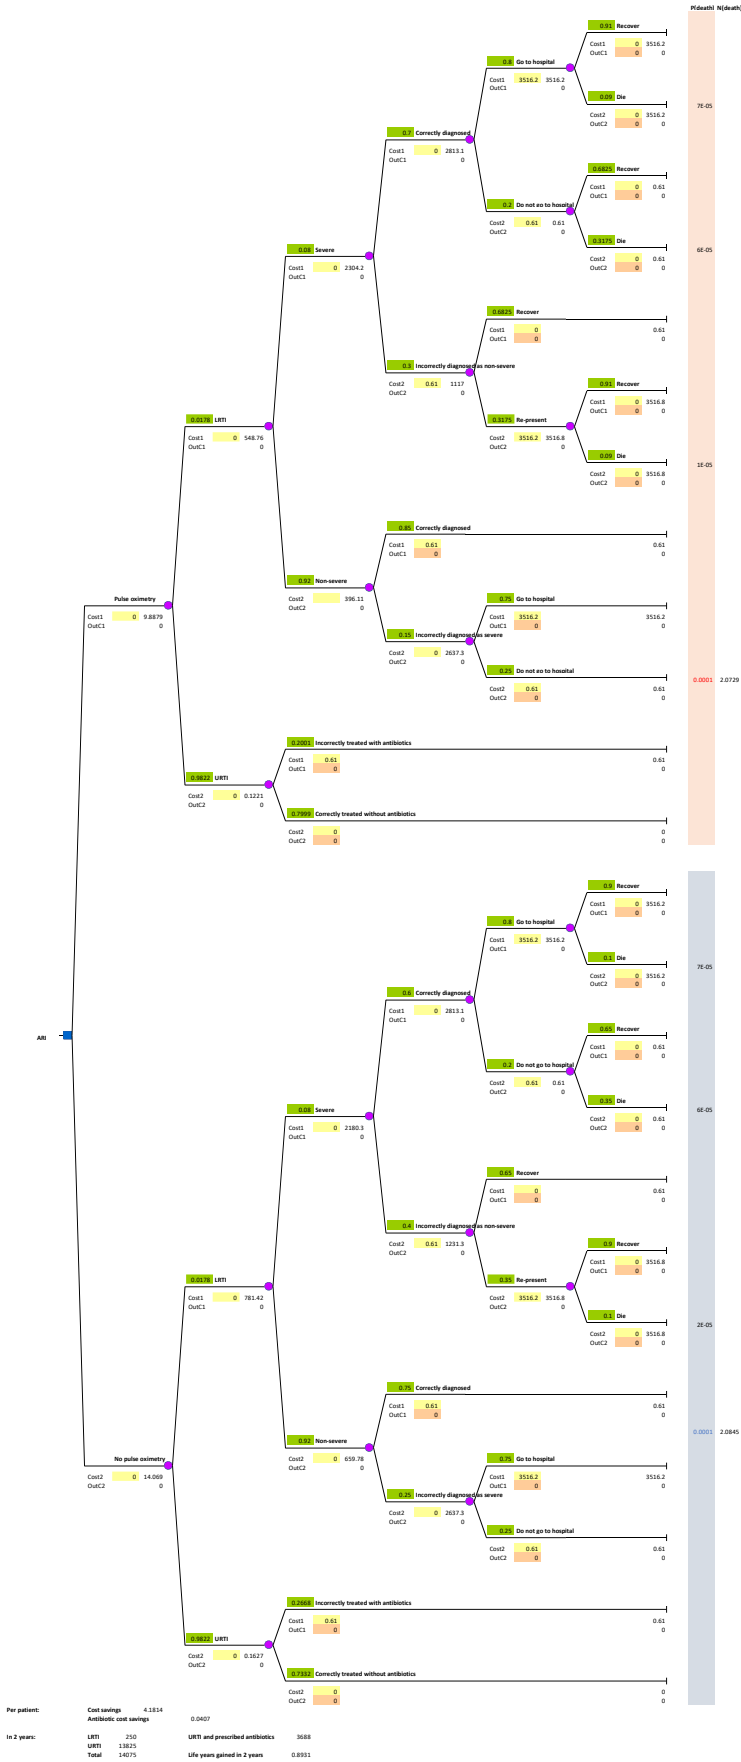 P(death) N(death)
0.91 Recover
Cost1 0 3516.2
OutC1 0 0
0.8 Go to hospital
Cost1 3516.2 3516.2
OutC1 0
0.09 Die
Cost2 0 3516.2
OutC2 0 0
7E-05
0.7 Correctly diagnosed
Cost1 0 2813.1
OutC1 0
0.6825 Recover
Cost1 0 0.61
OutC1 0 0
0.2 Do not go to hospital
Cost2 0.61 0.61
OutC2 0
0.3175 Die
Cost2 0 0.61
OutC2 0 0
6E-05
0.08 Severe
Cost1 0 2304.2
OutC1 0
0.6825 Recover
Cost1 0 0.61
OutC1 0 0
0.3 Incorrectly diagnosed as non-severe
Cost2 0.61 1117
OutC2 0
0.91 Recover
Cost1 0 3516.8
OutC1 0 0
0.3175 Re-present
Cost2 3516.2 3516.8
OutC2 0 0
0.09 Die
Cost2 0 3516.8
OutC2 0 0
1E-05
0.0178 LRTI
Cost1 0 548.76
OutC1 0
0.85 Correctly diagnosed
Cost1 0.61 0.61
OutC1 0 0
0.92 Non-severe
Cost2 0 396.11
OutC2 0
0.75 Go to hospital
Cost1 3516.2 3516.2
OutC1 0 0
0.15 Incorrectly diagnosed as severe
Cost2 0 2637.3
OutC2 0
0.25 Do not go to hospital
Cost2 0.61 0.61
OutC2 0 0
0.0001 2.0729
Pulse oximetry
Cost1 0 9.8879
OutC1 0
0.2001 Incorrectly treated with antibiotics
Cost1 0.61 0.61
OutC1 0 0
0.9822 URTI
Cost2 0 0.1221
OutC2 0
0.7999 Correctly treated without antibiotics
Cost2 0 0
OutC2 0 0
ARI
0.9 Recover
Cost1 0 3516.2
OutC1 0 0
0.8 Go to hospital
Cost1 3516.2 3516.2
OutC1 0
0.1 Die
Cost2 0 3516.2
OutC2 0 0
7E-05
0.6 Correctly diagnosed
Cost1 0 2813.1
OutC1 0
0.65 Recover
Cost1 0 0.61
OutC1 0 0
0.2 Do not go to hospital
Cost2 0.61 0.61
OutC2 0
0.35 Die
Cost2 0 0.61
OutC2 0 0
6E-05
0.08 Severe
Cost1 0 2180.3
OutC1 0
0.65 Recover
Cost1 0 0.61
OutC1 0 0
0.4 Incorrectly diagnosed as non-severe
Cost2 0.61 1231.3
OutC2 0
0.9 Recover
Cost1 0 3516.8
OutC1 0 0
0.35 Re-present
Cost2 3516.2 3516.8
OutC2 0 0
0.1 Die
Cost2 0 3516.8
OutC2 0 0
2E-05
0.0178 LRTI
Cost1 0 781.42
OutC1 0
0.75 Correctly diagnosed
Cost1 0.61 0.61
OutC1 0 0
0.92 Non-severe
Cost2 0 659.78
OutC2 0
0.75 Go to hospital
Cost1 3516.2 3516.2
OutC1 0 0
0.25 Incorrectly diagnosed as severe
Cost2 0 2637.3
OutC2 0
0.25 Do not go to hospital
Cost2 0.61 0.61
OutC2 0 0
0.0001 2.0845
No pulse oximetry
Cost2 0 14.069
OutC2 0
0.2668 Incorrectly treated with antibiotics
Cost1 0.61 0.61
OutC1 0 0
0.9822 URTI
Cost2 0 0.1627
OutC2 0
0.7332 Correctly treated without antibiotics
Cost2 0 0
OutC2 0 0
Per patient: Cost savings 4.1814
Antibiotic cost savings 0.0407
In 2 years: LRTI 250 URTI and prescribed antibiotics 3688
URTI 13825
Total 14075 Life years gained in 2 years 0.8931